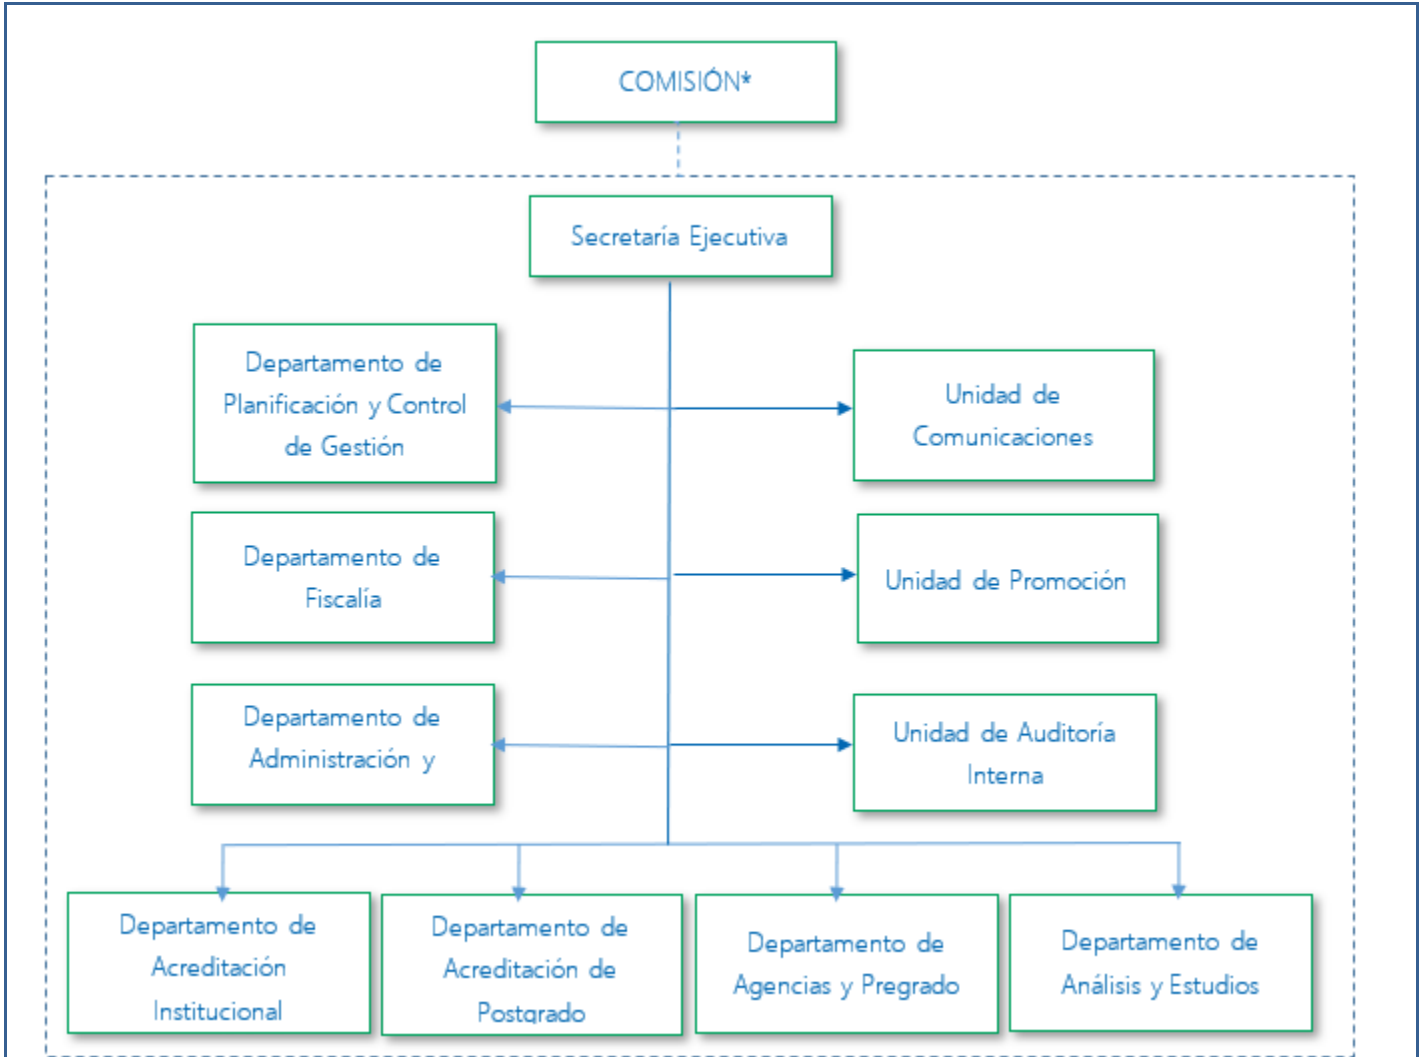 COMISIÓN*
Secretaría Ejecutiva
Departamento de
Planificación y Control
de Gestión
Unidad de
Comunicaciones
Departamento de
Fiscalía
Unidad de Promoción
Departamento de
Administración y
Unidad de Auditoría
Interna
Departamento de
Acreditación
Institucional
Departamento de
Acreditación de
Postgrado
Departamento de
Agencias y Pregrado
Departamento de
Análisis y Estudios